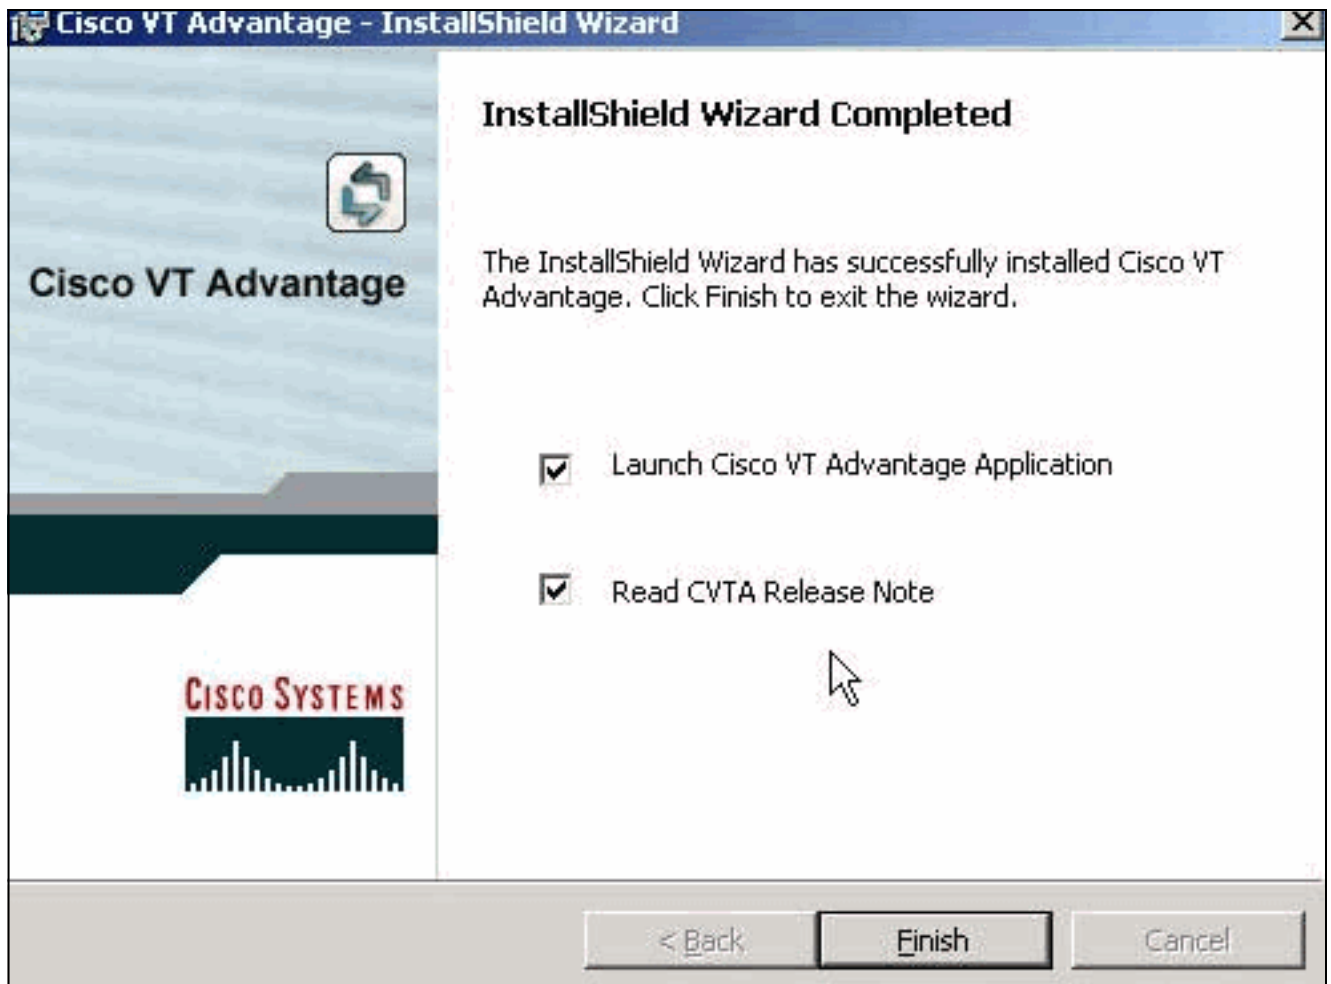 Cisco VT Advantage - InstallShield Wizard
Cisco VT Advantage
CISCO SYSTEMS
InstallShield Wizard Completed
The InstallShield Wizard has successfully installed Cisco VT
Advantage. Click Finish to exit the wizard.
Launch Cisco VT Advantage Application
Read CVTA Release Note
< Back
Finish
Cancel